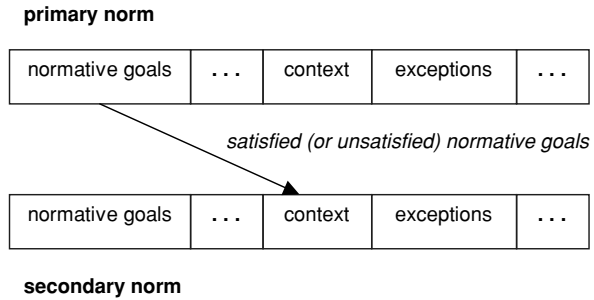 primary norm
normative goals ... context exceptions ...
satisfied (or unsatisfied) normative goals
normative goals ... context exceptions ...
secondary norm